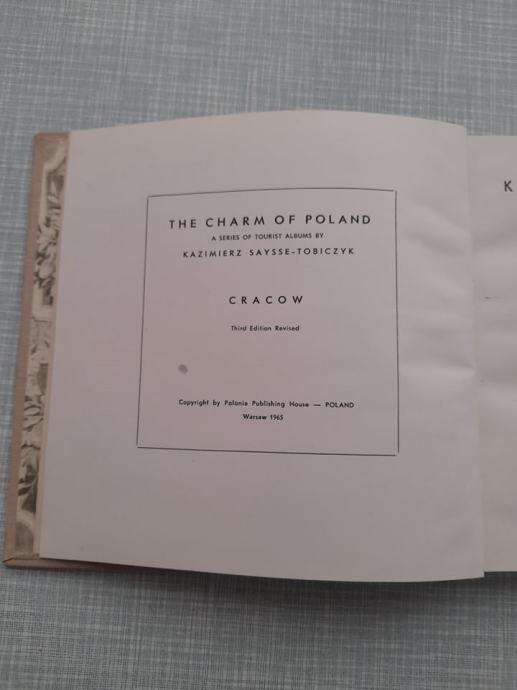 THE CHARM OF POLAND
A SERIES OF TOURIST ALBUMS BY
KAZIMIERZ SAYSSE-TOBICZYK
CRACOW
Third Edition Revised
Copyright by Polonia Publishing House — POLAND
Warsaw 1965
K